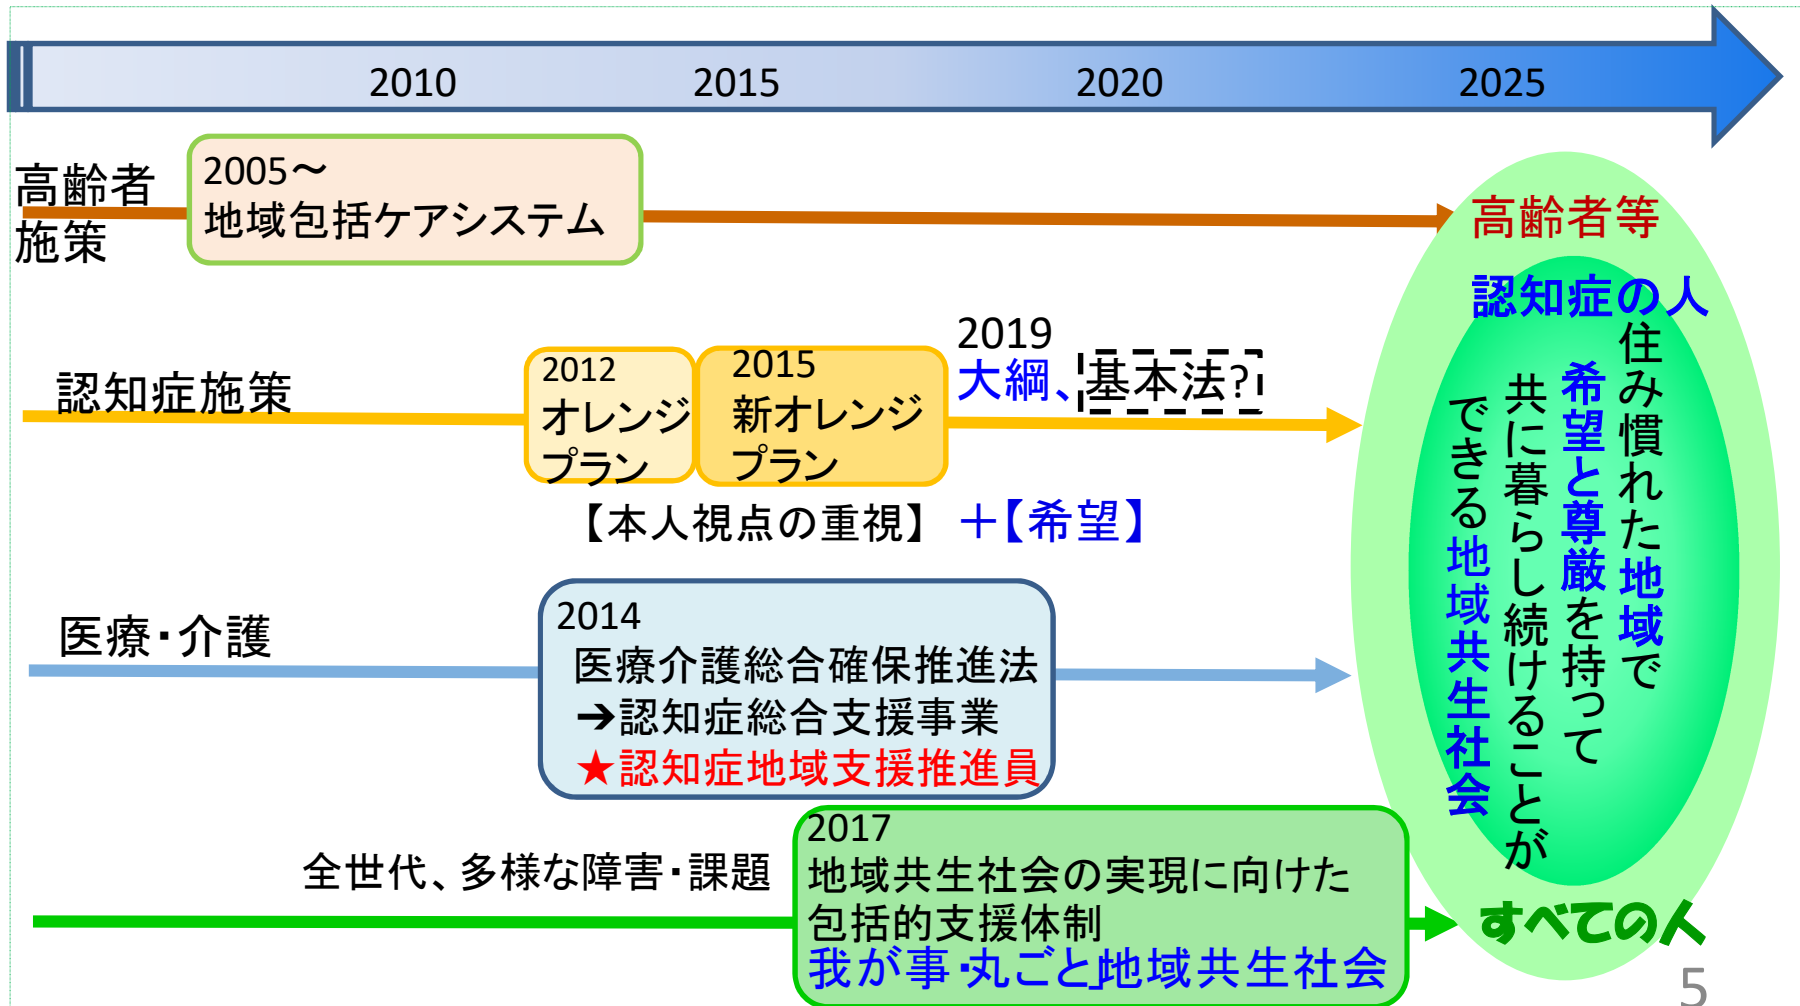 2010 2015 2020 2025
高齢者
施策
2005～
地域包括ケアシステム
認知症施策
2012
オレンジ
プラン
2015
新オレンジ
プラン
2019
大綱、基本法?
【本人視点の重視】 ＋【希望】
医療・介護
2014
医療介護総合確保推進法
➔認知症総合支援事業
★認知症地域支援推進員
全世代、多様な障害・課題
2017
地域共生社会の実現に向けた
包括的支援体制
我が事・丸ごと」地域共生社会
高齢者等
認知症の人
住み慣れた地域で
希望と尊厳を持って
共に暮らし続けることが
できる地域共生社会
すべての人
5